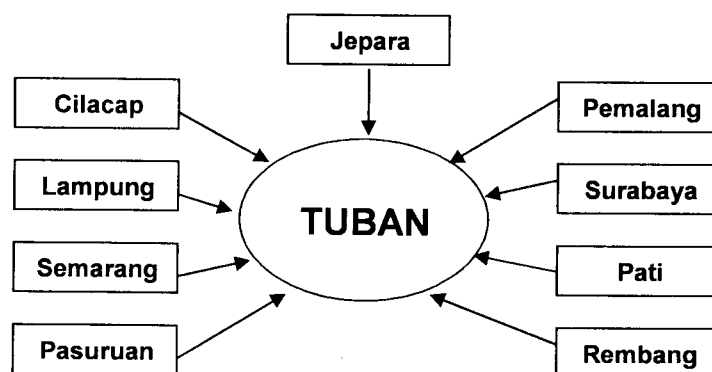 Jepara
Cilacap
Pemalang
Lampung
Surabaya
TUBAN
Semarang
Pati
Pasuruan
Rembang